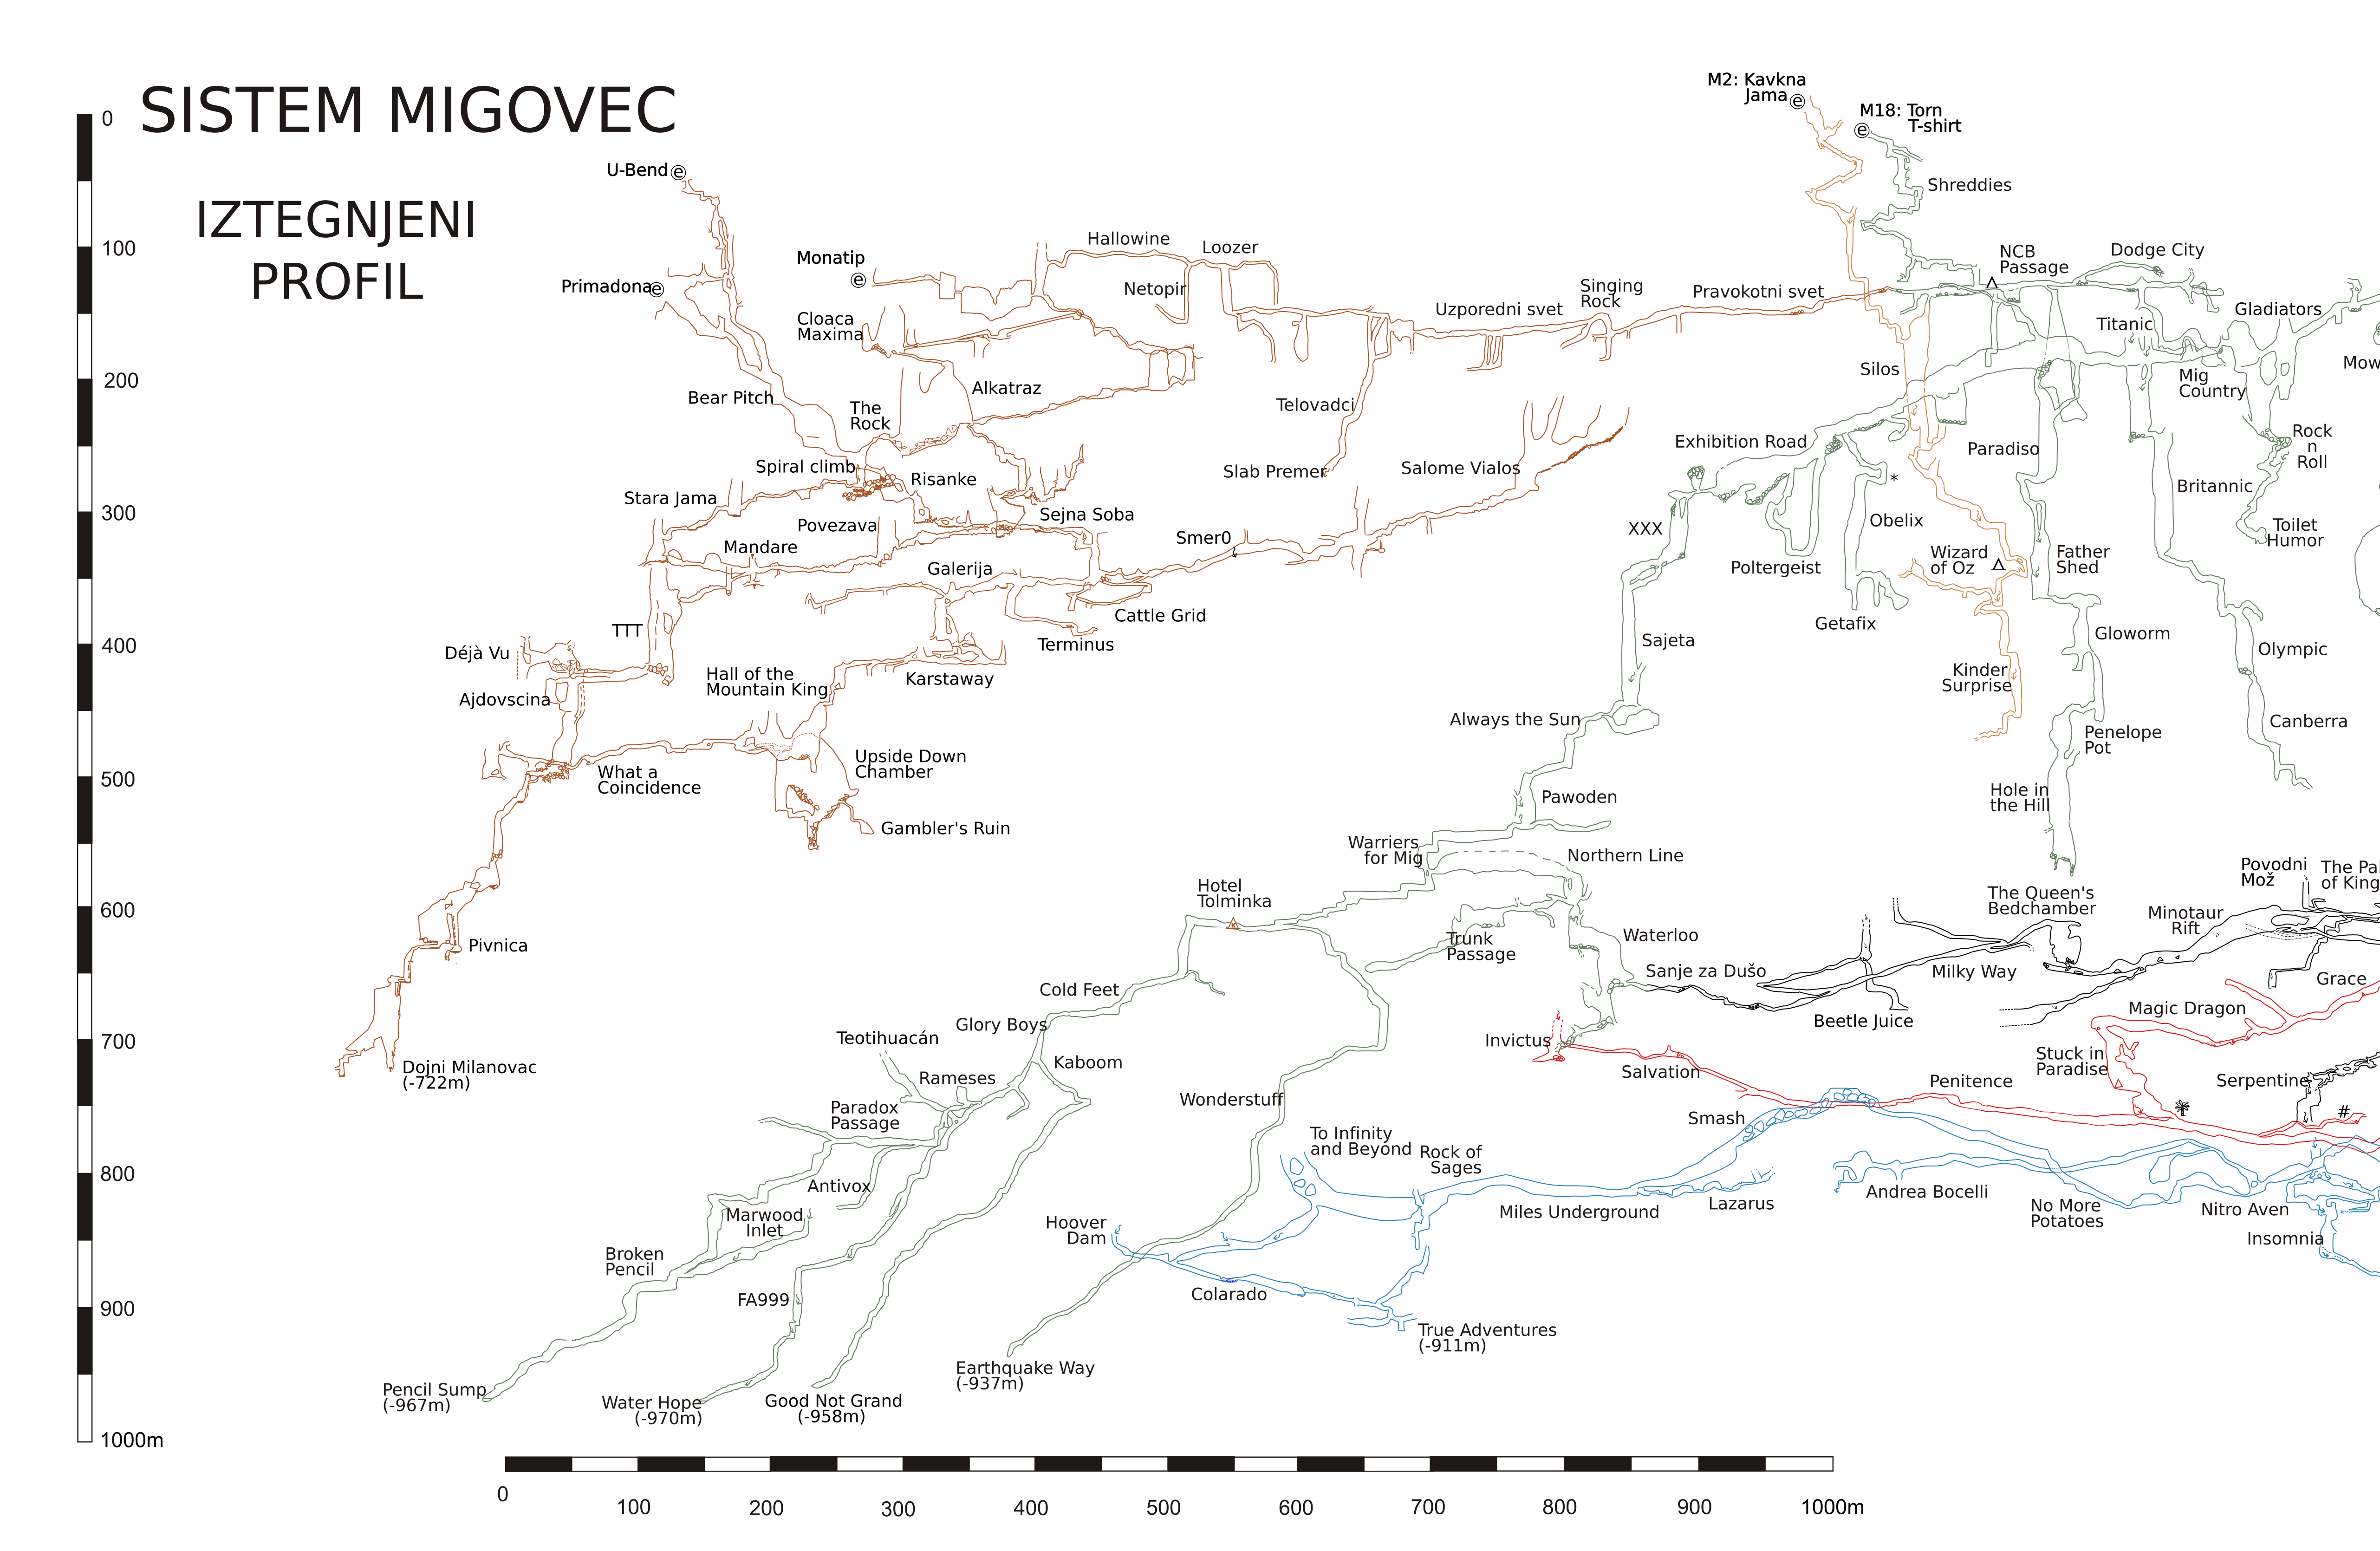 SISTEM MIGOVEC
IZTEGNJENI
PROFIL
0
100
200
300
400
500
600
700
800
900
1000m
0
100
200
300
400
500
600
700
800
900
1000m
M2: Kavkna
Jama e
M18: Torn
T-shirt
e
U-Bend e
Shreddies
Hallowine
Loozer
NCB
Passage
Dodge City
Monatip
e
Primadona e
Netopir
Singing
Rock
Pravokotni svet
Uzporedni svet
Gladiators
Cloaca
Maxima
Titanic
Mow
Silos
Mig
Country
Bear Pitch
The
Rock
Alkatraz
Telovadci
Exhibition Road
Paradiso
Rock
n
Roll
Spiral climb
Risanke
Slab Premer
Salome Vialos
*
Britannic
Stara Jama
Povezava
Sejna Soba
XXX
Obelix
Toilet
Humor
Mandare
Smer0
Wizard
of Oz
Father
Shed
Galerija
Poltergeist
Cattle Grid
Getafix
TTT
Terminus
Sajeta
Gloworm
Déjà Vu
Olympic
Hall of the
Mountain King
Karstaway
Kinder
Surprise
Ajdovscina
Always the Sun
Canberra
Penelope
Pot
What a
Coincidence
Upside Down
Chamber
Pawoden
Hole in
the Hill
Gambler's Ruin
Warriers
for Mig
Northern Line
Povodni
Mož
The Pal
of King
Hotel
Tolminka
The Queen's
Bedchamber
Minotaur
Rift
Pivnica
Trunk
Passage
Waterloo
Sanje za Dušo
Milky Way
Grace
Cold Feet
Magic Dragon
Beetle Juice
Glory Boys
Teotihuacán
Invictus
Kaboom
Stuck in
Paradise
Dojni Milanovac
(-722m)
Rameses
Salvation
Penitence
Serpentine
Paradox
Passage
Wonderstuff
Smash
#
To Infinity
and Beyond
Rock of
Sages
Antivox
Lazarus
Andrea Bocelli
Marwood
Inlet
Miles Underground
No More
Potatoes
Nitro Aven
Hoover
Dam
Insomnia
Broken
Pencil
FA999
Colarado
True Adventures
(-911m)
Earthquake Way
(-937m)
Pencil Sump
(-967m)
Water Hope
(-970m)
Good Not Grand
(-958m)